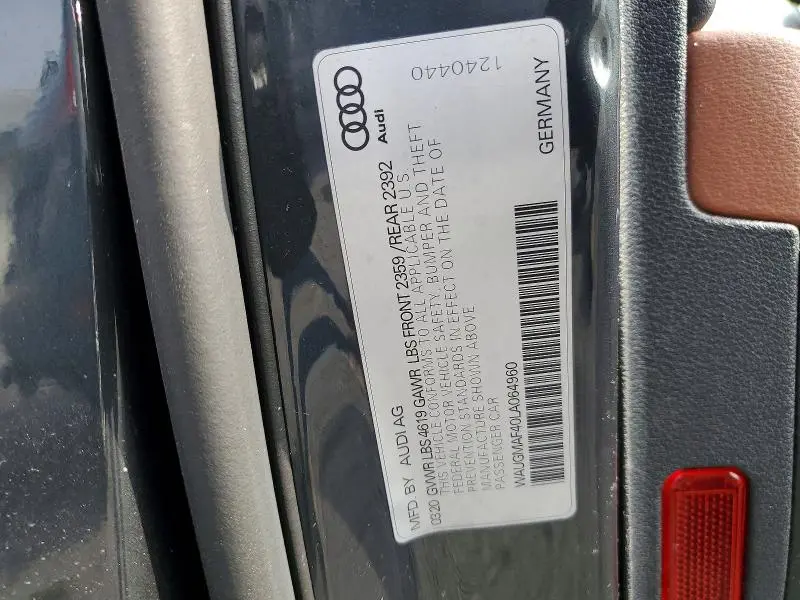 Audi
1240440
MFD. BY AUDI AG
GERMANY
0320 GVWR LBS 4619 GAWR LBS FRONT 2359 / REAR 2392
THIS VEHICLE CONFORMS TO ALL APPLICABLE U.S.
FEDERAL MOTOR VEHICLE SAFETY, BUMPER AND THEFT
PREVENTION STANDARDS IN EFFECT ON THE DATE OF
MANUFACTURE SHOWN ABOVE
PASSENGER CAR
WAUGMAF40LA064960